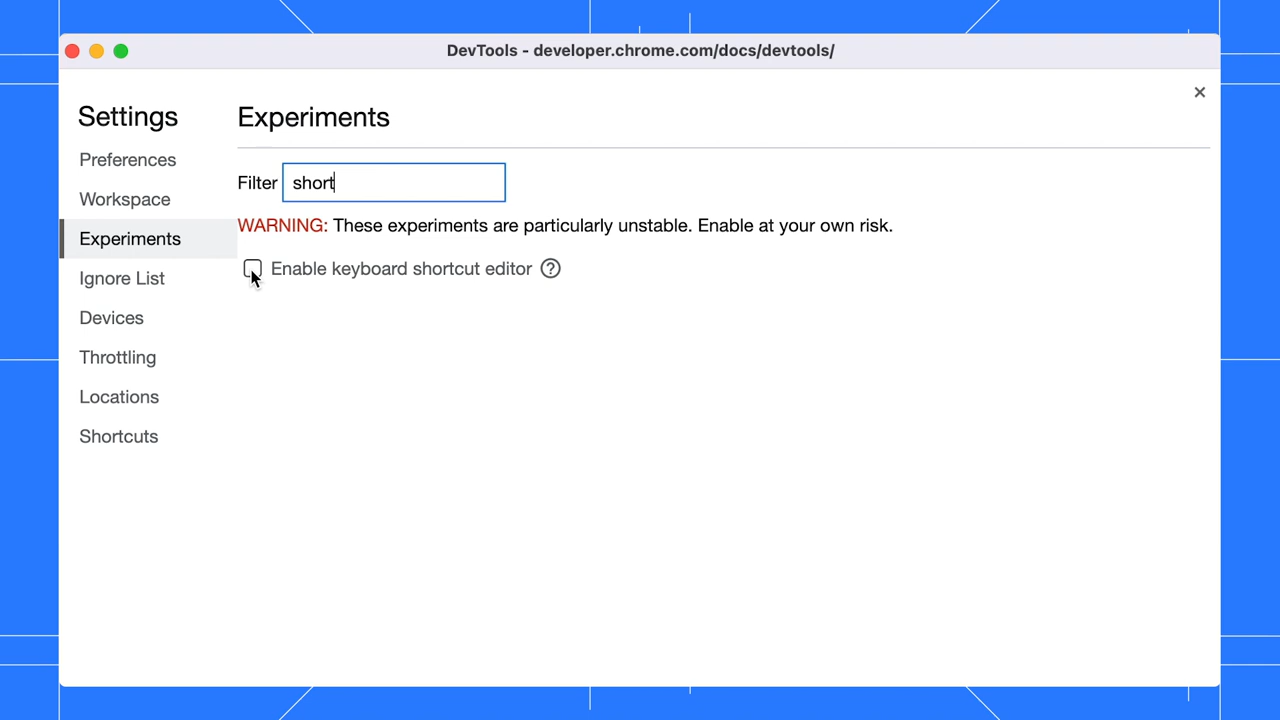 DevTools - developer.chrome.com/docs/devtools/
Settings
Preferences
Workspace
Experiments
Ignore List
Devices
Throttling
Locations
Shortcuts
Experiments
Filter short
WARNING: These experiments are particularly unstable. Enable at your own risk.
Enable keyboard shortcut editor ?